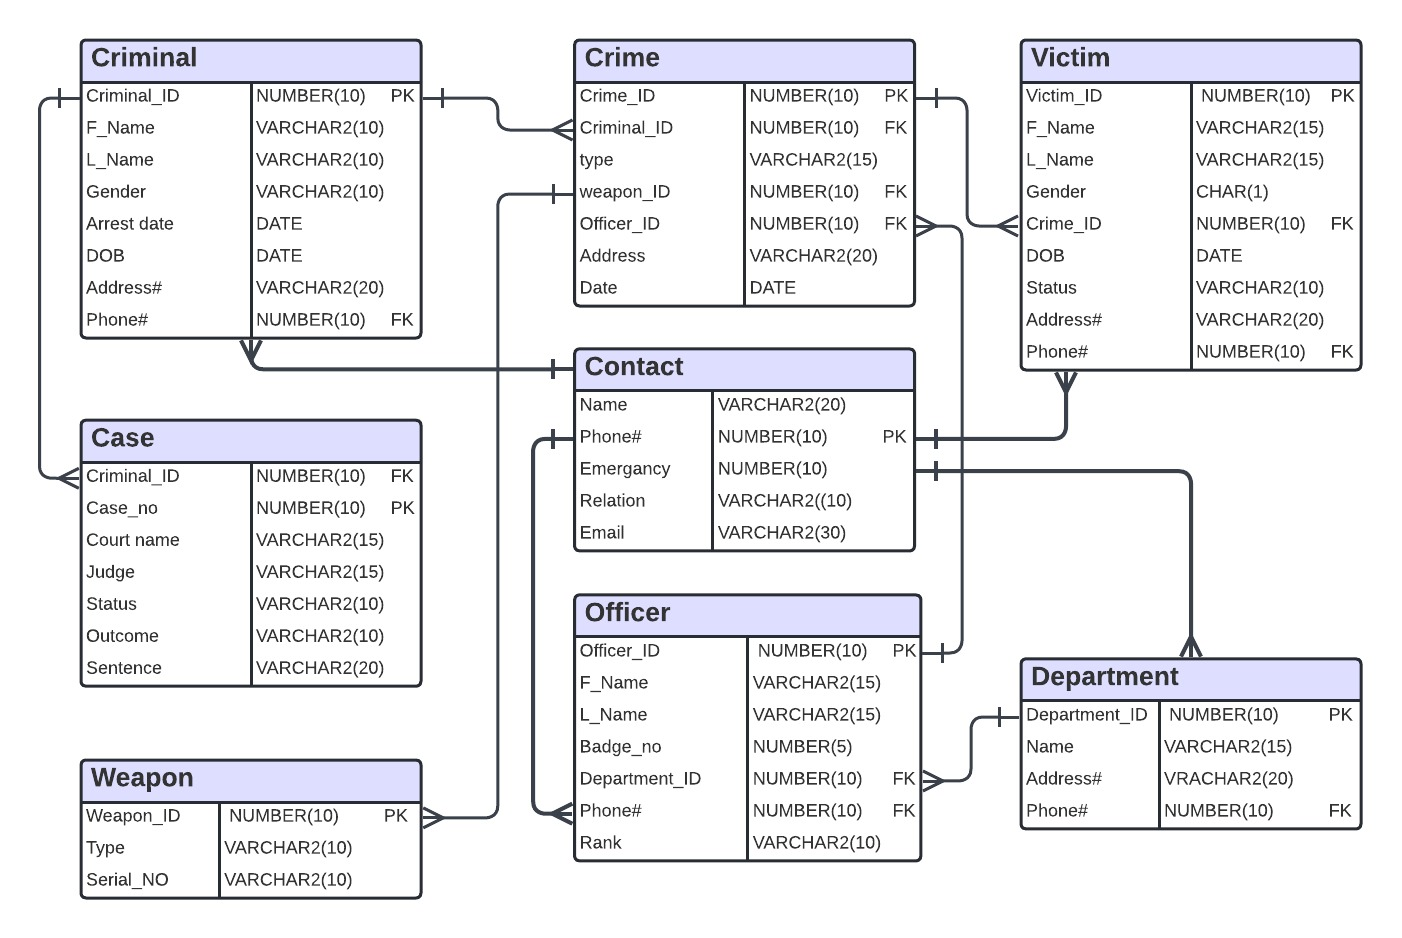 Criminal
Criminal_ID NUMBER(10) PK
F_Name VARCHAR2(10)
L_Name VARCHAR2(10)
Gender VARCHAR2(10)
Arrest date DATE
DOB DATE
Address# VARCHAR2(20)
Phone# NUMBER(10) FK
Crime
Crime_ID NUMBER(10) PK
Criminal_ID NUMBER(10) FK
type VARCHAR2(15)
weapon_ID NUMBER(10) FK
Officer_ID NUMBER(10) FK
Address VARCHAR2(20)
Date DATE
Victim
Victim_ID NUMBER(10) PK
F_Name VARCHAR2(15)
L_Name VARCHAR2(15)
Gender CHAR(1)
Crime_ID NUMBER(10) FK
DOB DATE
Status VARCHAR2(10)
Address# VARCHAR2(20)
Phone# NUMBER(10) FK
Contact
Name VARCHAR2(20)
Phone# NUMBER(10) PK
Emergancy NUMBER(10)
Relation VARCHAR2((10)
Email VARCHAR2(30)
Case
Criminal_ID NUMBER(10) FK
Case_no NUMBER(10) PK
Court name VARCHAR2(15)
Judge VARCHAR2(15)
Status VARCHAR2(10)
Outcome VARCHAR2(10)
Sentence VARCHAR2(20)
Officer
Officer_ID NUMBER(10) PK
F_Name VARCHAR2(15)
L_Name VARCHAR2(15)
Badge_no NUMBER(5)
Department_ID NUMBER(10) FK
Phone# NUMBER(10) FK
Rank VARCHAR2(10)
Department
Department_ID NUMBER(10) PK
Name VARCHAR2(15)
Address# VRACHAR2(20)
Phone# NUMBER(10) FK
Weapon
Weapon_ID NUMBER(10) PK
Type VARCHAR2(10)
Serial_NO VARCHAR2(10)